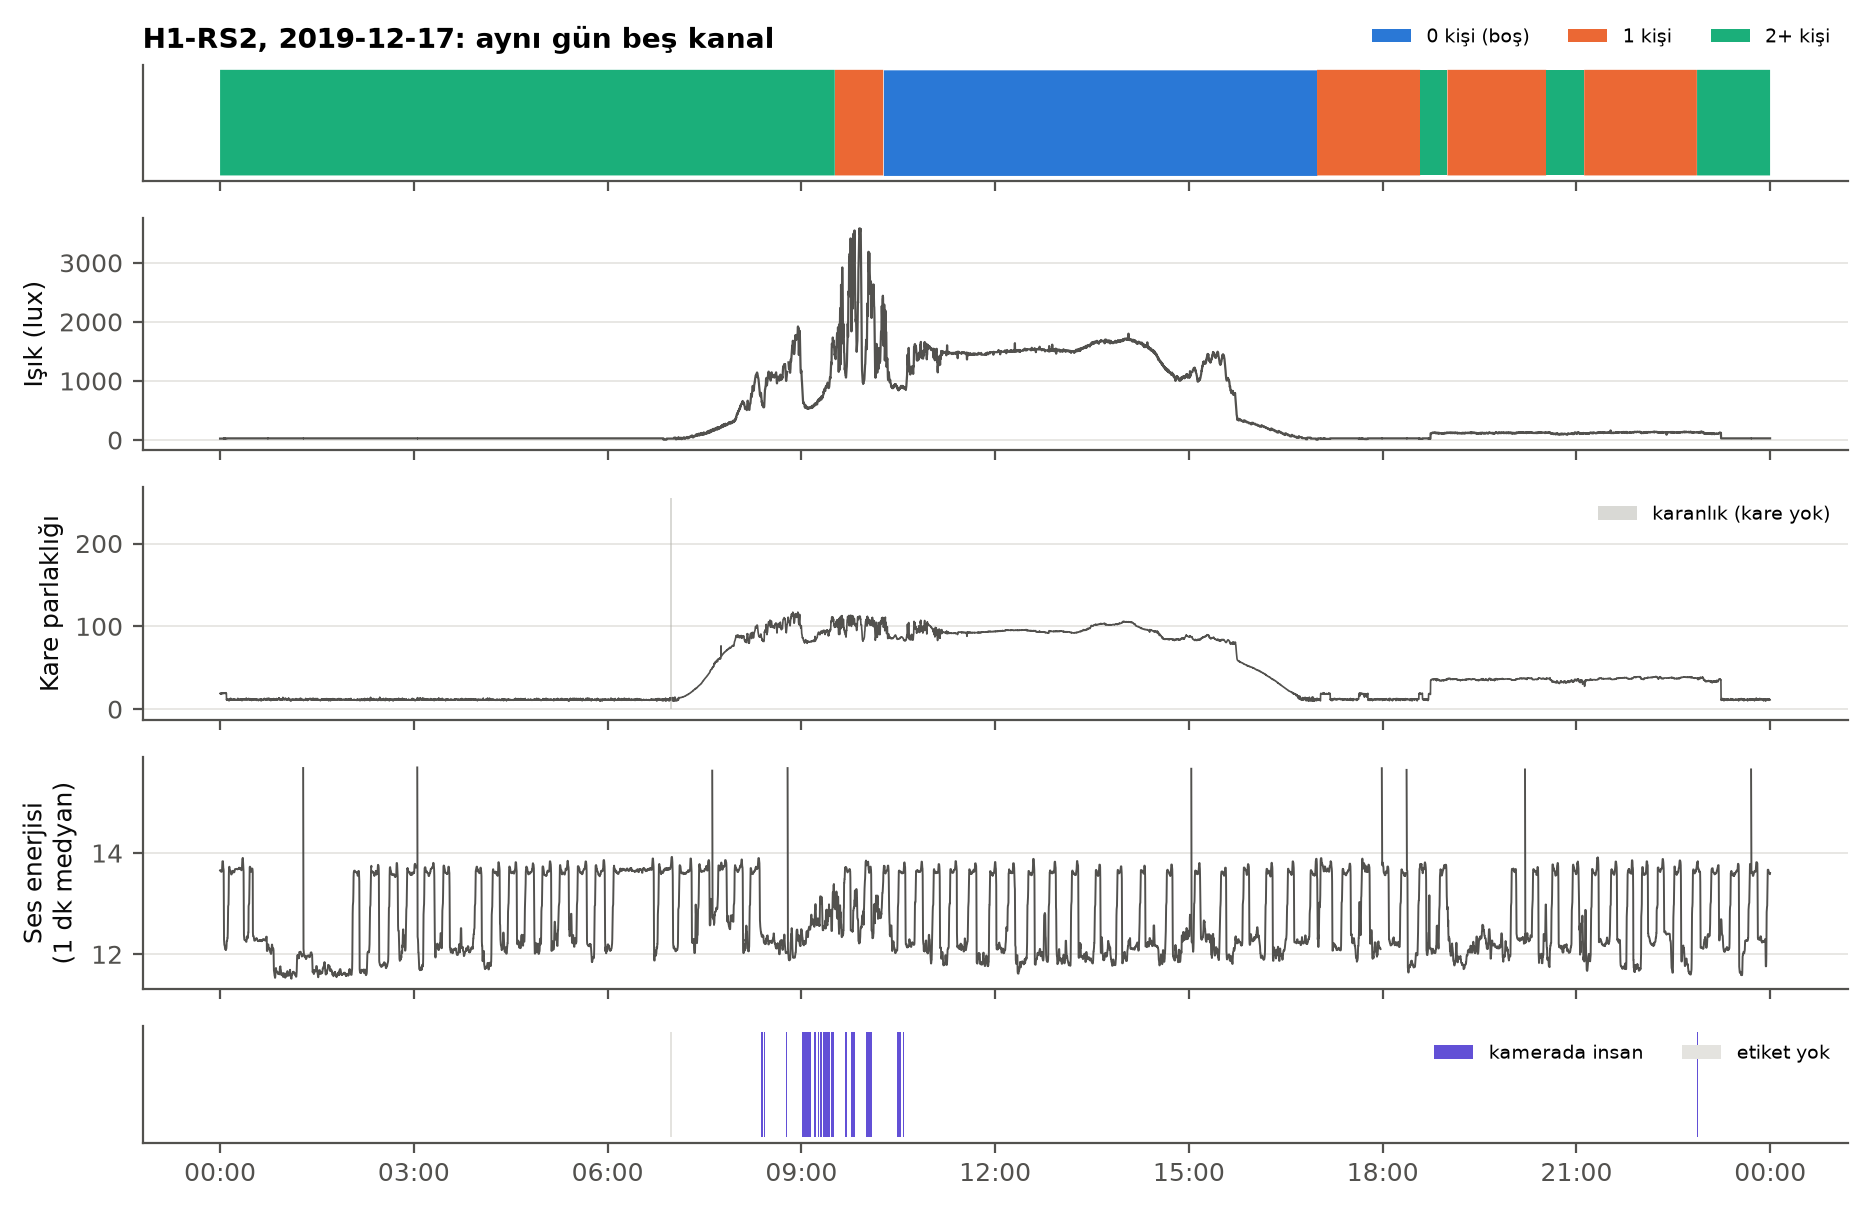 H1-RS2, 2019-12-17: aynı gün beş kanal
0 kişi (boş) 1 kişi 2+ kişi
Işık (lux)
3000
2000
1000
0
Kare parlaklığı
karanlık (kare yok)
200
100
0
Ses enerjisi
(1 dk medyan)
14
12
kamerada insan etiket yok
00:00 03:00 06:00 09:00 12:00 15:00 18:00 21:00 00:00